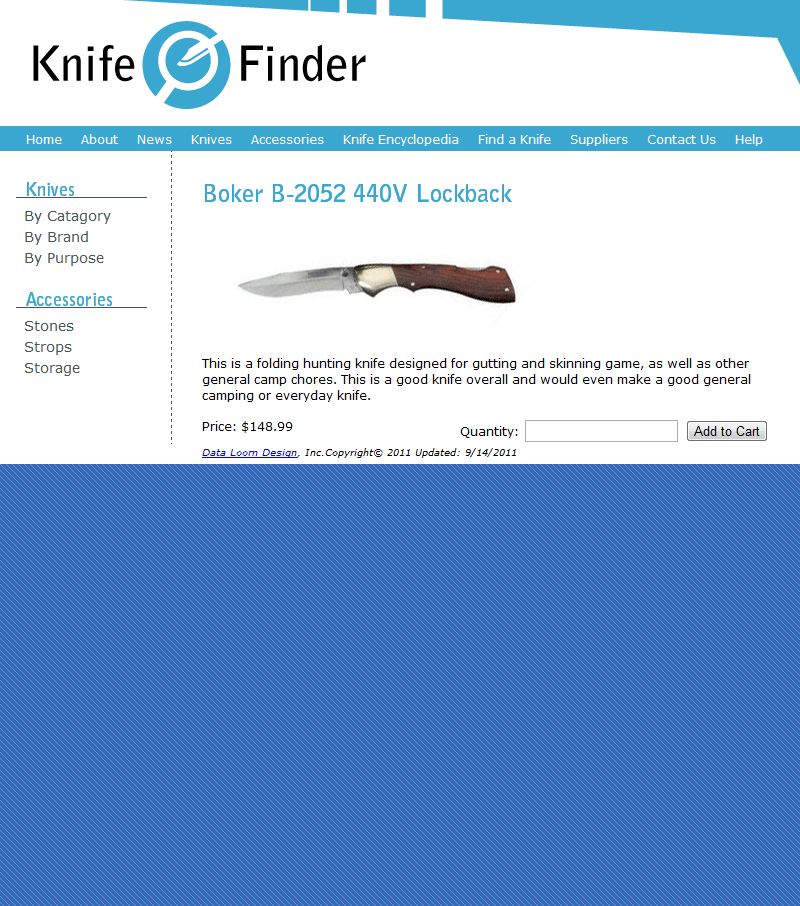 Knife Finder
Home About News Knives Accessories Knife Encyclopedia Find a Knife Suppliers Contact Us Help
Knives
By Catagory
By Brand
By Purpose
Accessories
Stones
Strops
Storage
Boker B-2052 440V Lockback
This is a folding hunting knife designed for gutting and skinning game, as well as other
general camp chores. This is a good knife overall and would even make a good general
camping or everyday knife.
Price: $148.99
Quantity: Add to Cart
Data Loom Design, Inc.Copyright© 2011 Updated: 9/14/2011